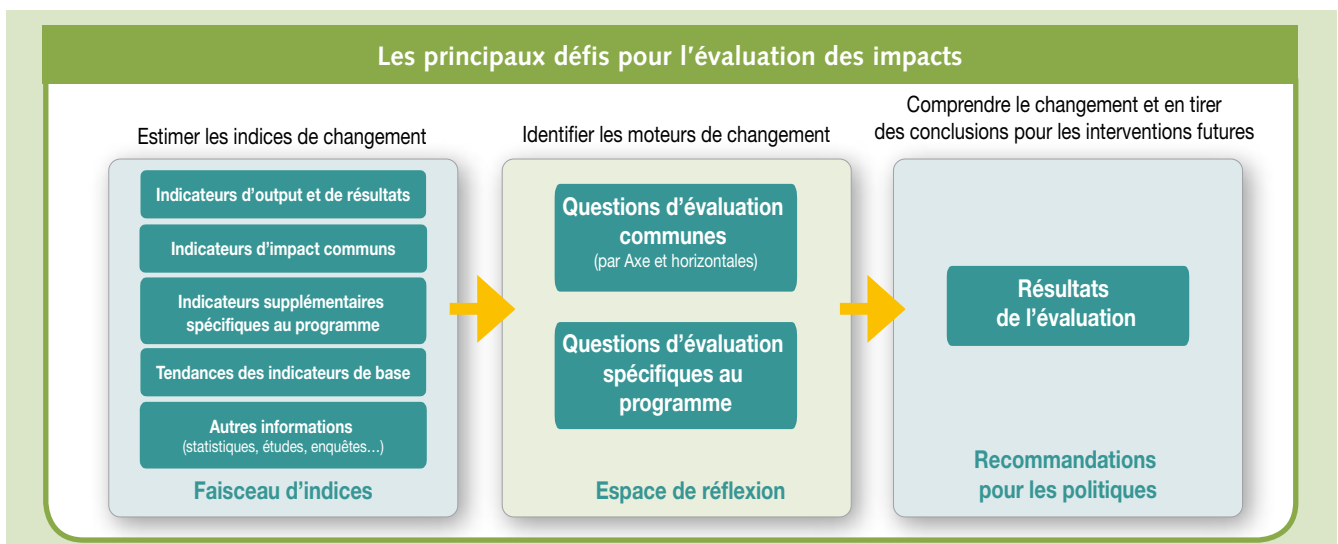 Les principaux défis pour l'évaluation des impacts
Estimer les indices de changement
Indicateurs d'output et de résultats
Indicateurs d'impact communs
Indicateurs supplémentaires
spécifiques au programme
Tendances des indicateurs de base
Autres informations
(statistiques, études, enquêtes…)
Faisceau d'indices
Identifier les moteurs de changement
Questions d'évaluation
communes
(par Axe et horizontales)
Questions d'évaluation
spécifiques au
programme
Espace de réflexion
Comprendre le changement et en tirer
des conclusions pour les interventions futures
Résultats
de l'évaluation
Recommandations
pour les politiques